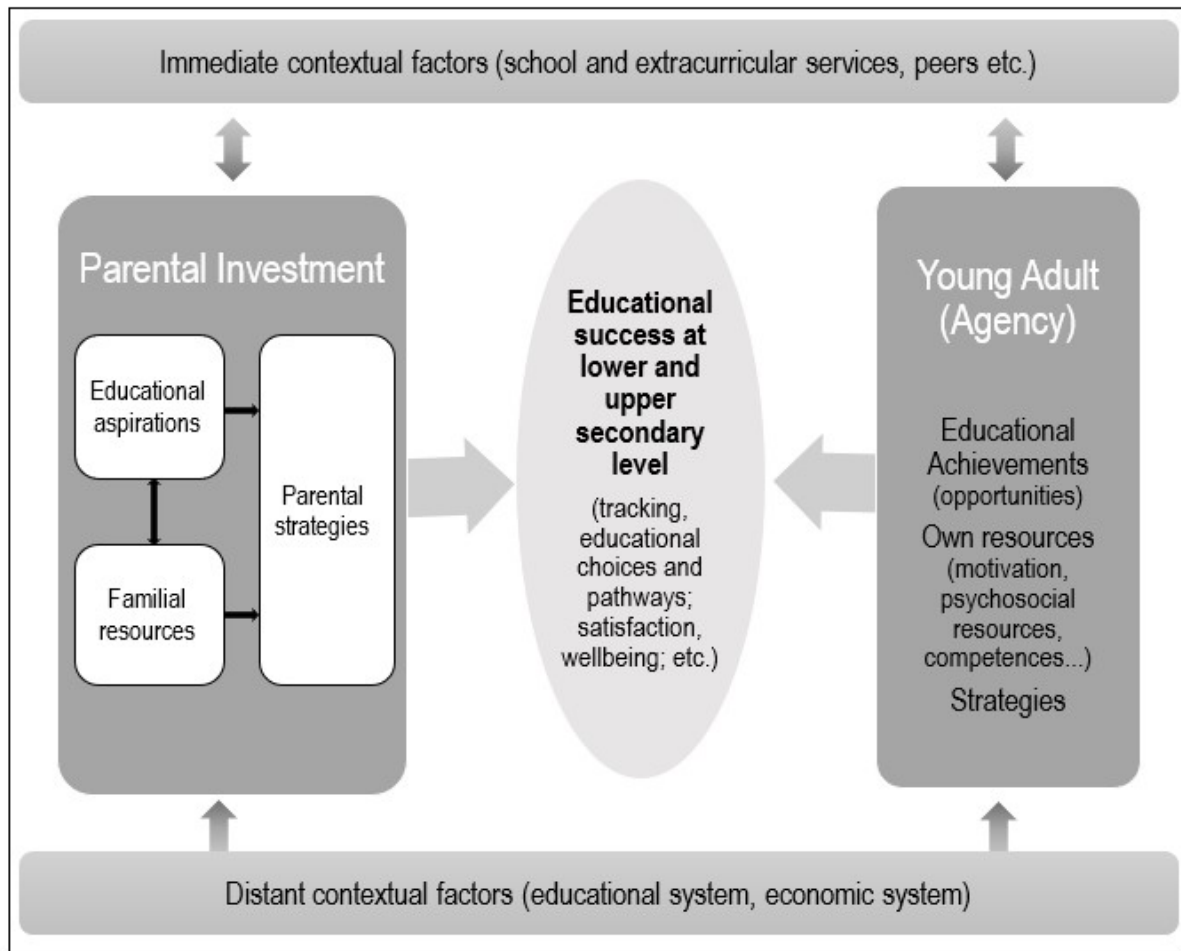 Immediate contextual factors (school and extracurricular services, peers etc.)
Parental Investment
Educational
aspirations
Familial
resources
Parental
strategies
Educational
success at
lower and
upper
secondary
level
(tracking,
educational
choices and
pathways;
satisfaction,
wellbeing; etc.)
Young Adult
(Agency)
Educational
Achievements
(opportunities)
Own resources
(motivation,
psychosocial
resources,
competences...)
Strategies
Distant contextual factors (educational system, economic system)